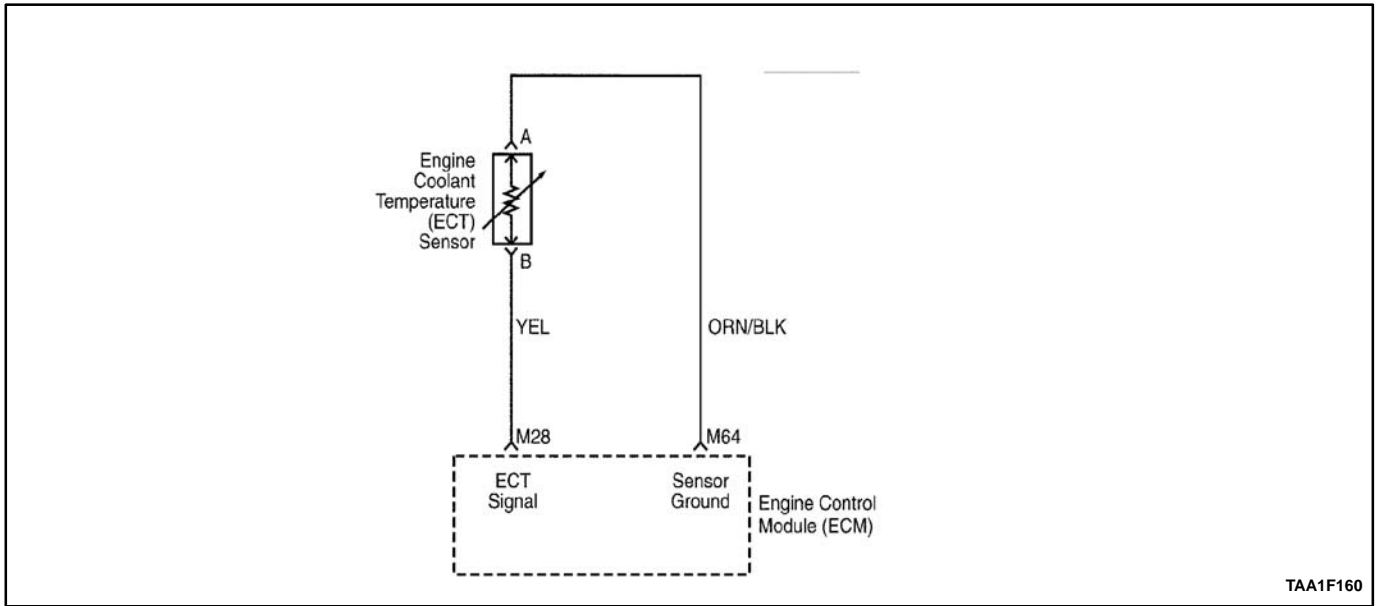 A
Engine
Coolant
Temperature
(ECT)
Sensor
B
YEL
ORN/BLK
M28
M64
ECT
Signal
Sensor
Ground
Engine Control
Module (ECM)
TAA1F160